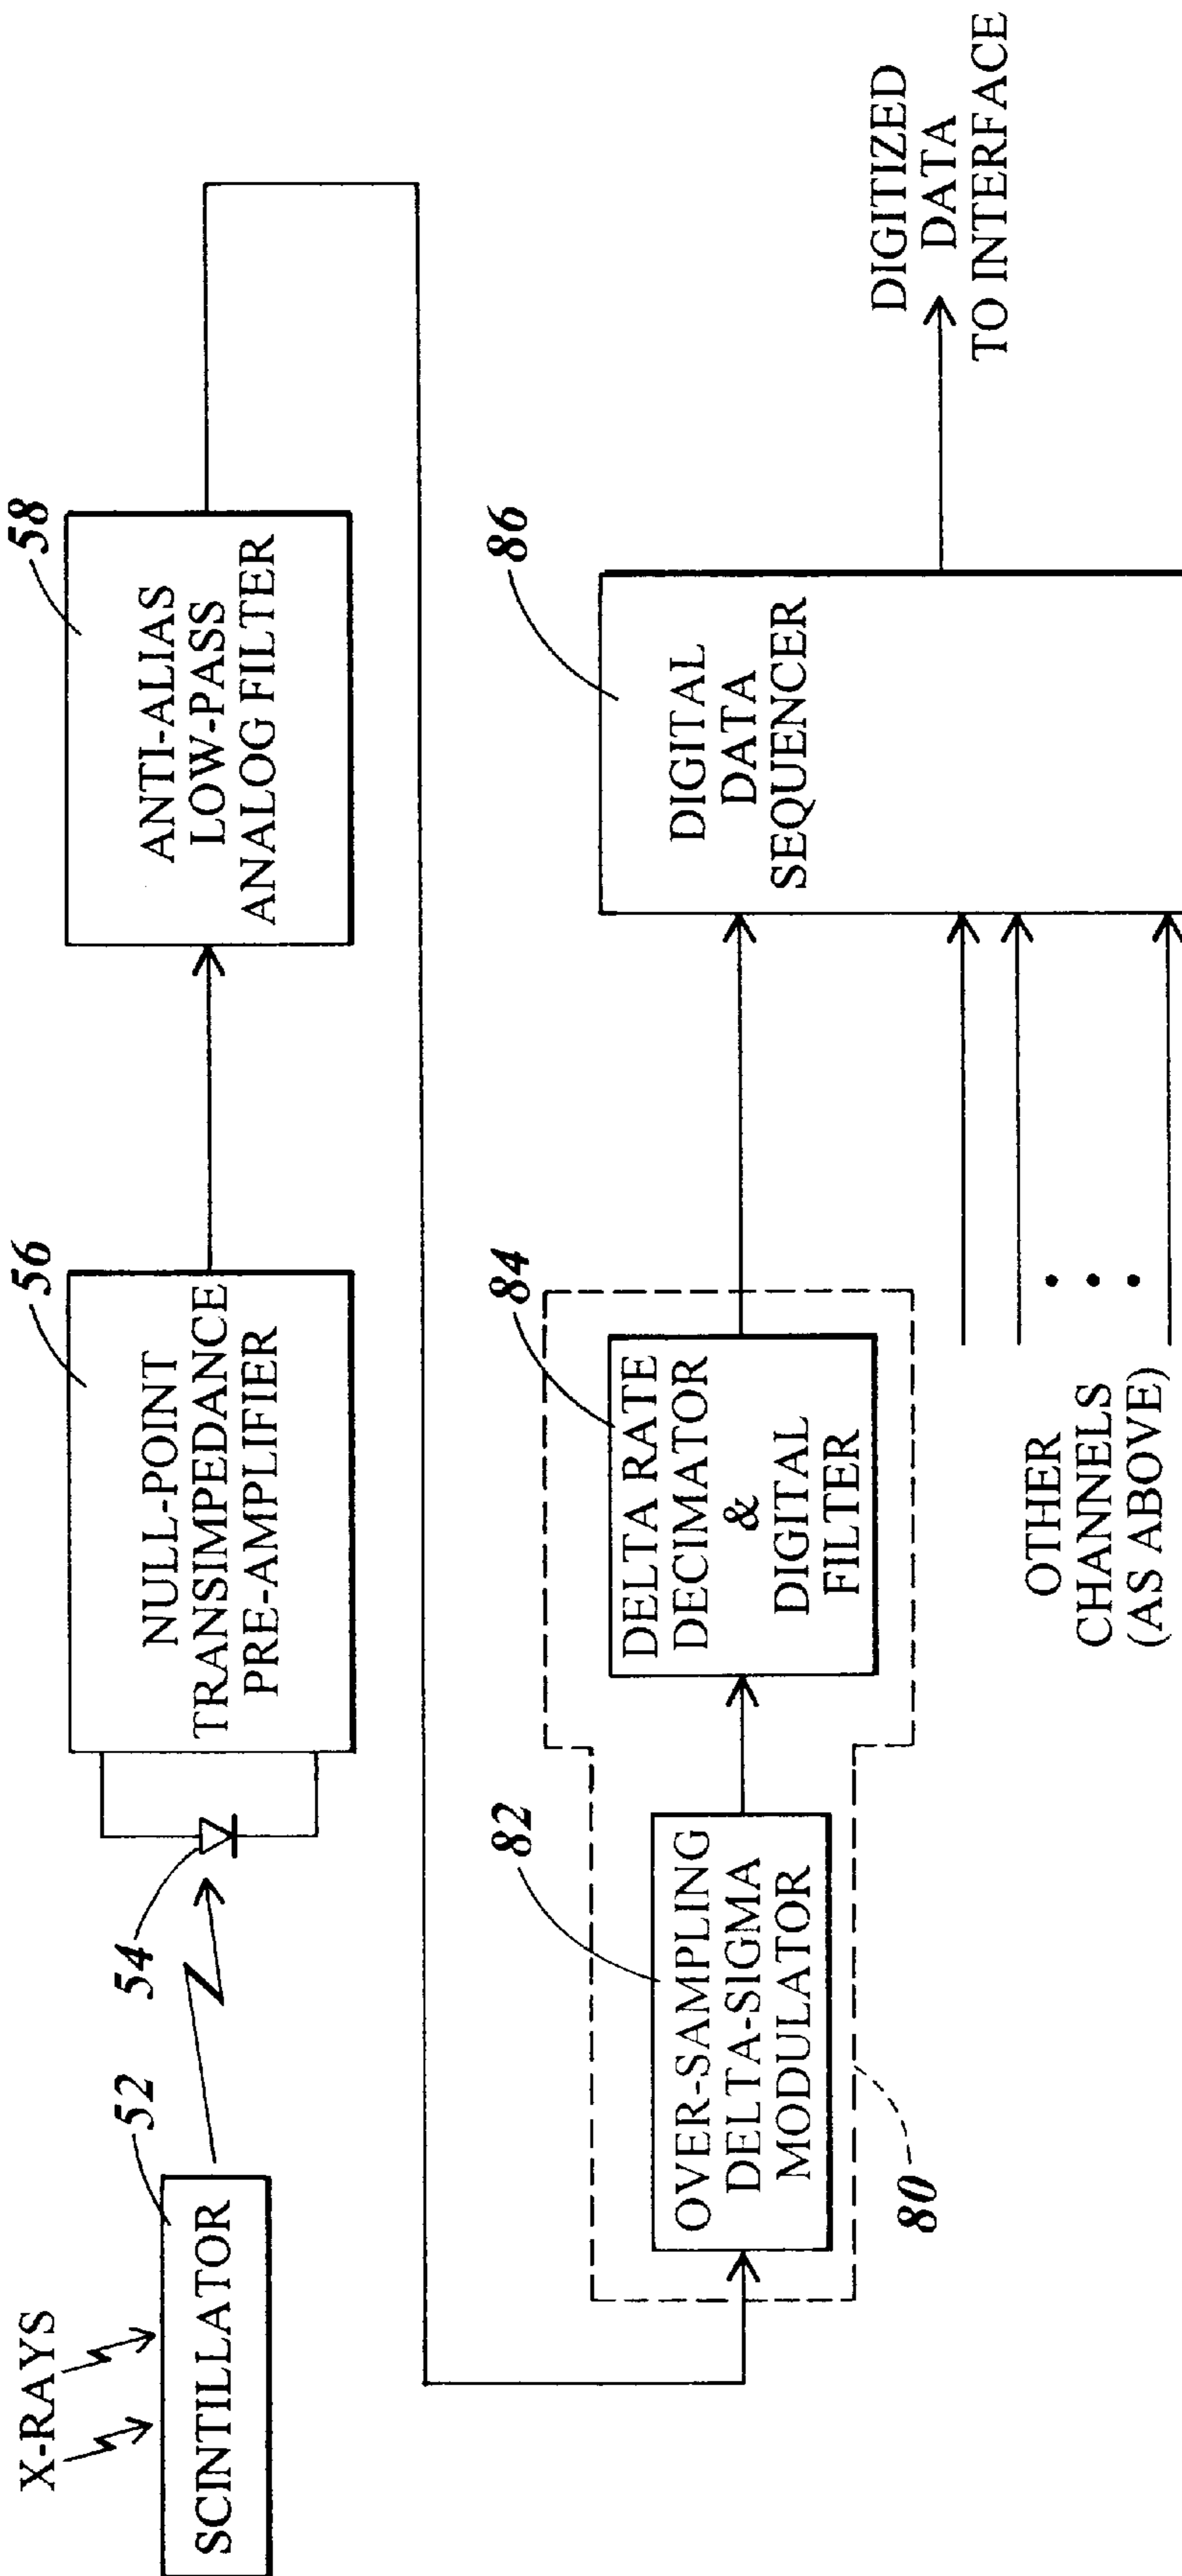 X-RAYS
SCINTILLATOR
52
54
56
NULL-POINT
TRANSIMPEDANCE
PRE-AMPLIFIER
58
ANTI-ALIAS
LOW-PASS
ANALOG FILTER
80
82
OVER-SAMPLING
DELTA-SIGMA
MODULATOR
84
DELTA RATE
DECIMATOR
&
DIGITAL
FILTER
OTHER
CHANNELS
(AS ABOVE)
86
DIGITAL
DATA
SEQUENCER
DIGITIZED
DATA
TO INTERFACE